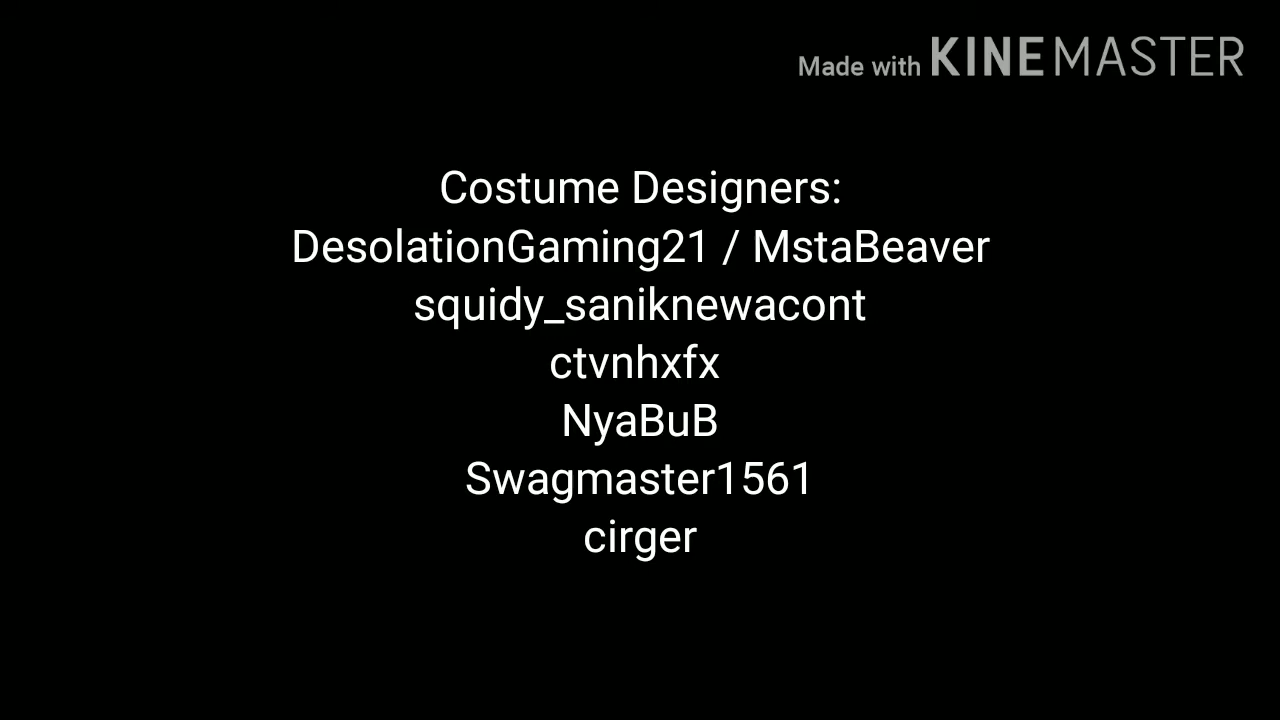 Made with KINEMASTER
Costume Designers:
DesolationGaming21 / MstaBeaver
squidy_saniknewacont
ctvnhxfx
NyaBuB
Swagmaster1561
cirger